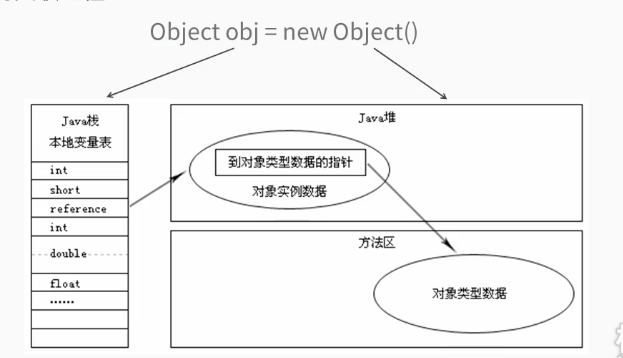 Object obj = new Object()
Java栈
本地变量表
int
short
reference
int
double
float
······
Java堆
到对象类型数据的指针
对象实例数据
方法区
对象类型数据